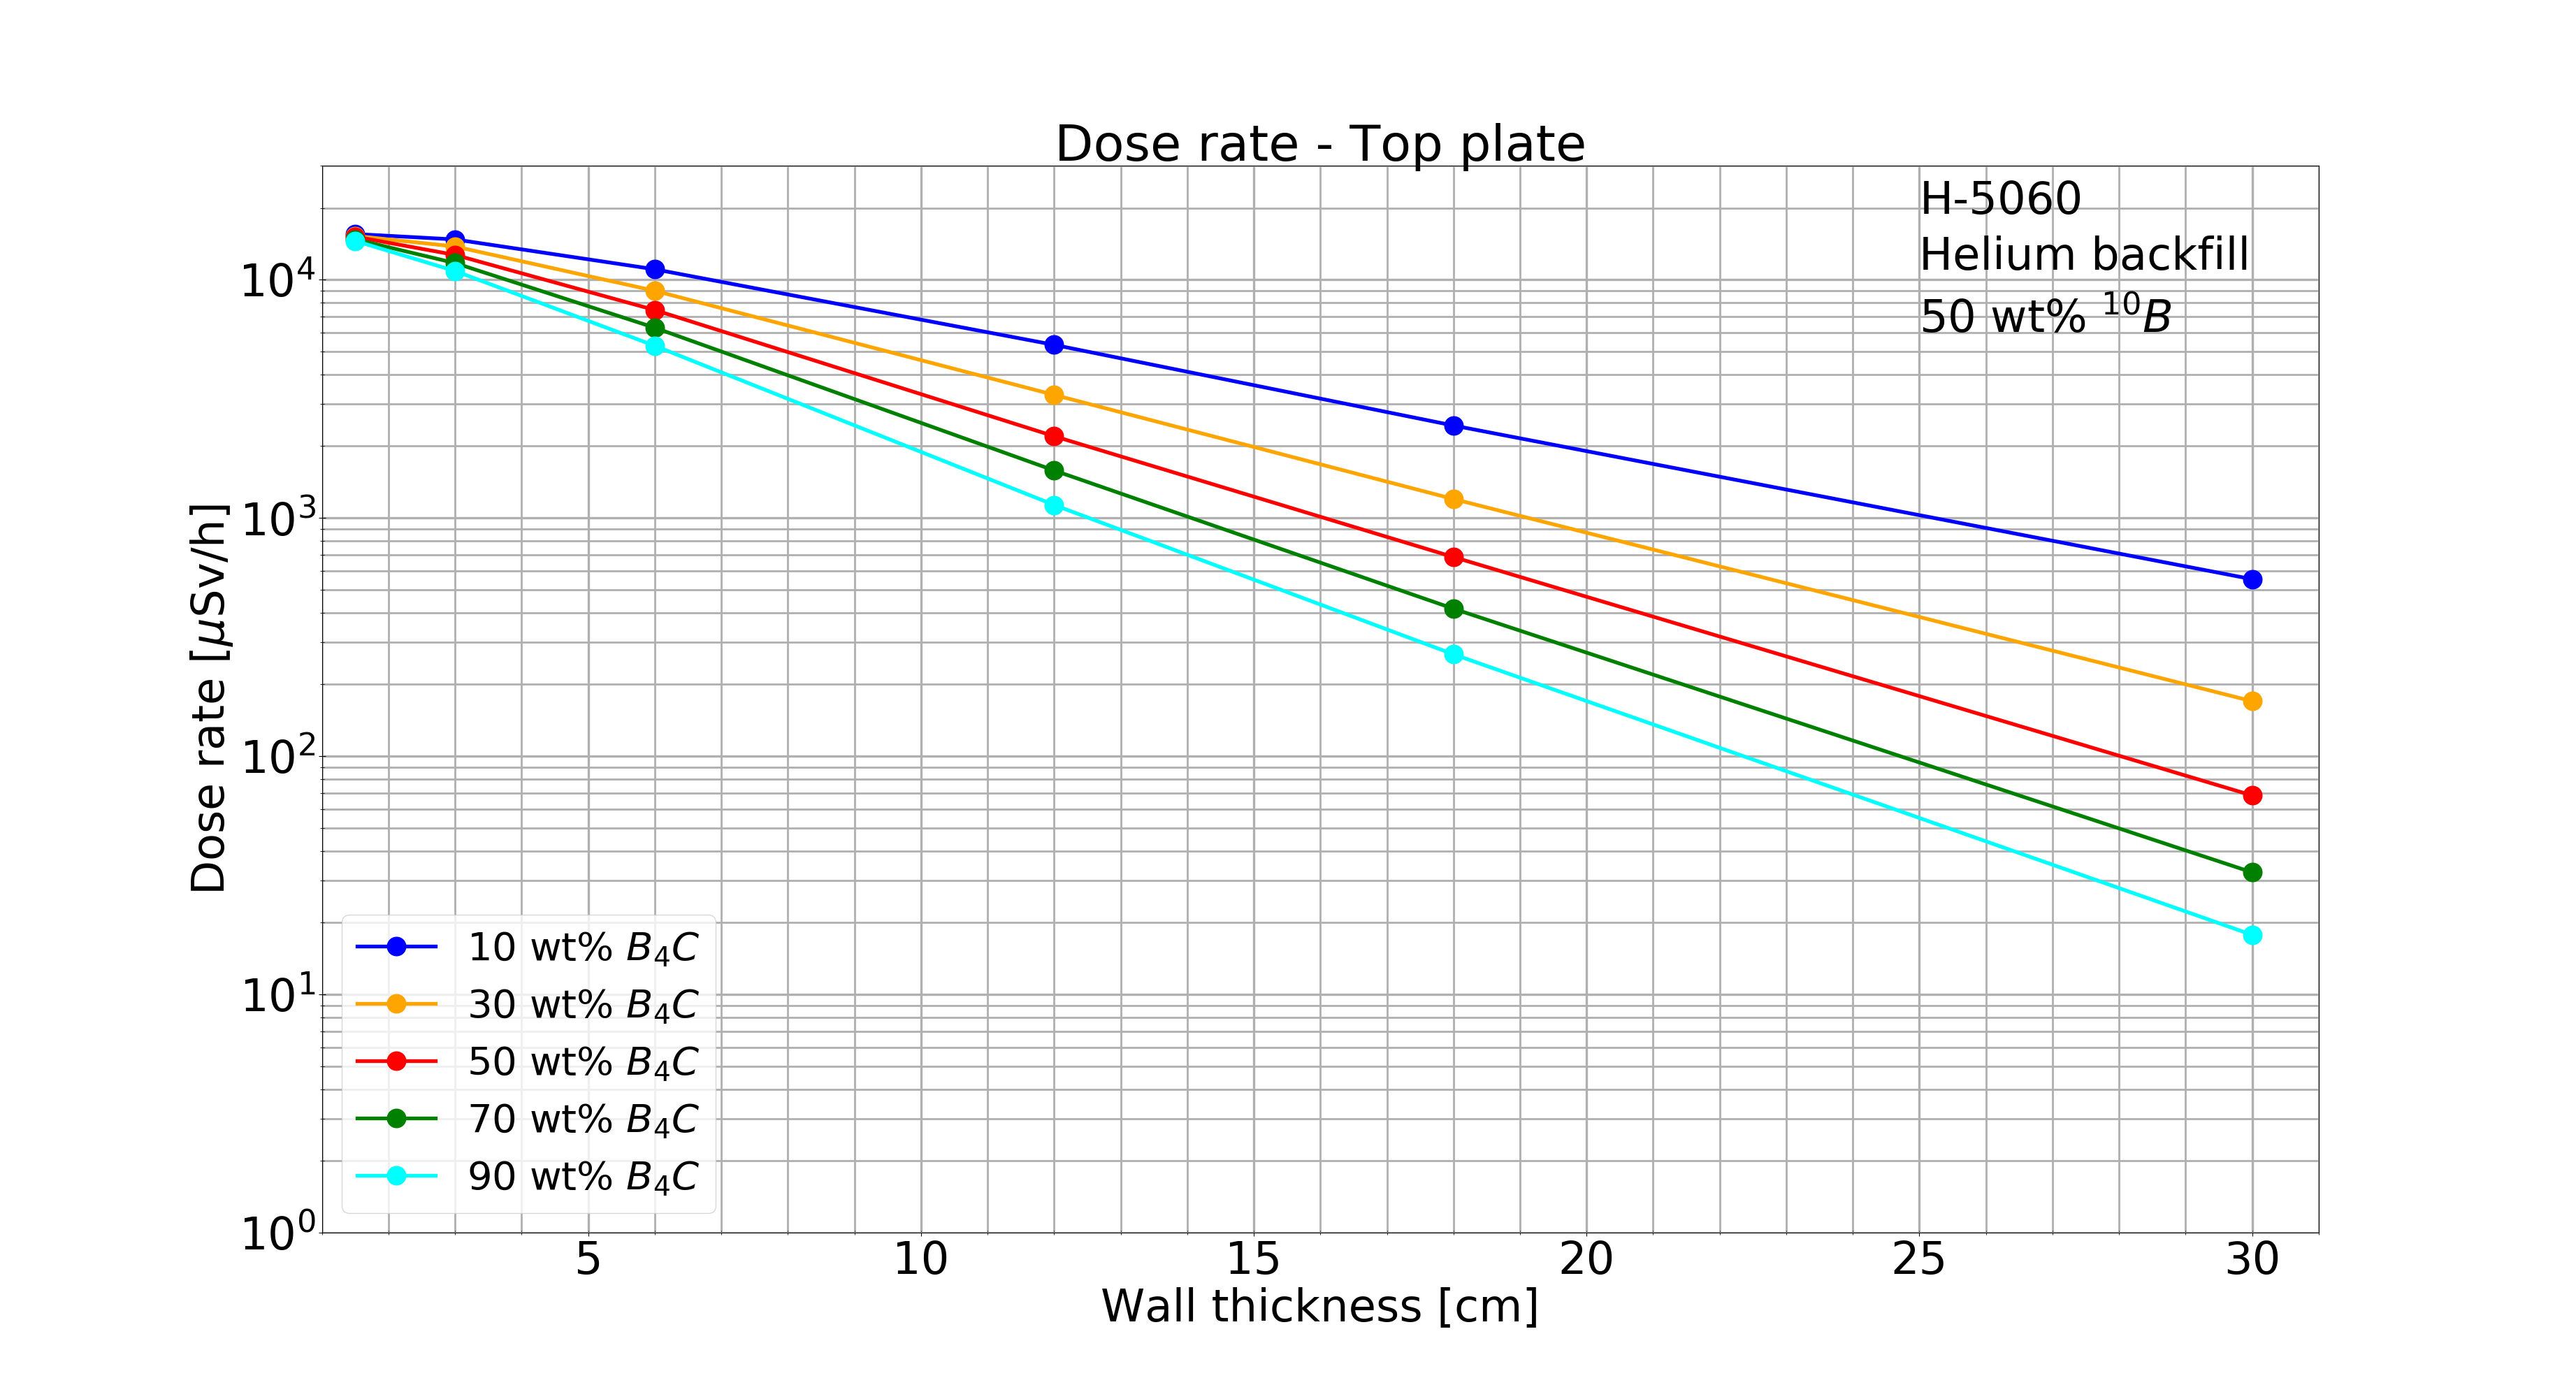 Dose rate - Top plate
H-5060
Helium backfill
50 wt% ¹⁰B
Dose rate [μSv/h]
10⁴
10³
10²
10¹
10⁰
10 wt% B₄C
30 wt% B₄C
50 wt% B₄C
70 wt% B₄C
90 wt% B₄C
5 10 15 20 25 30
Wall thickness [cm]